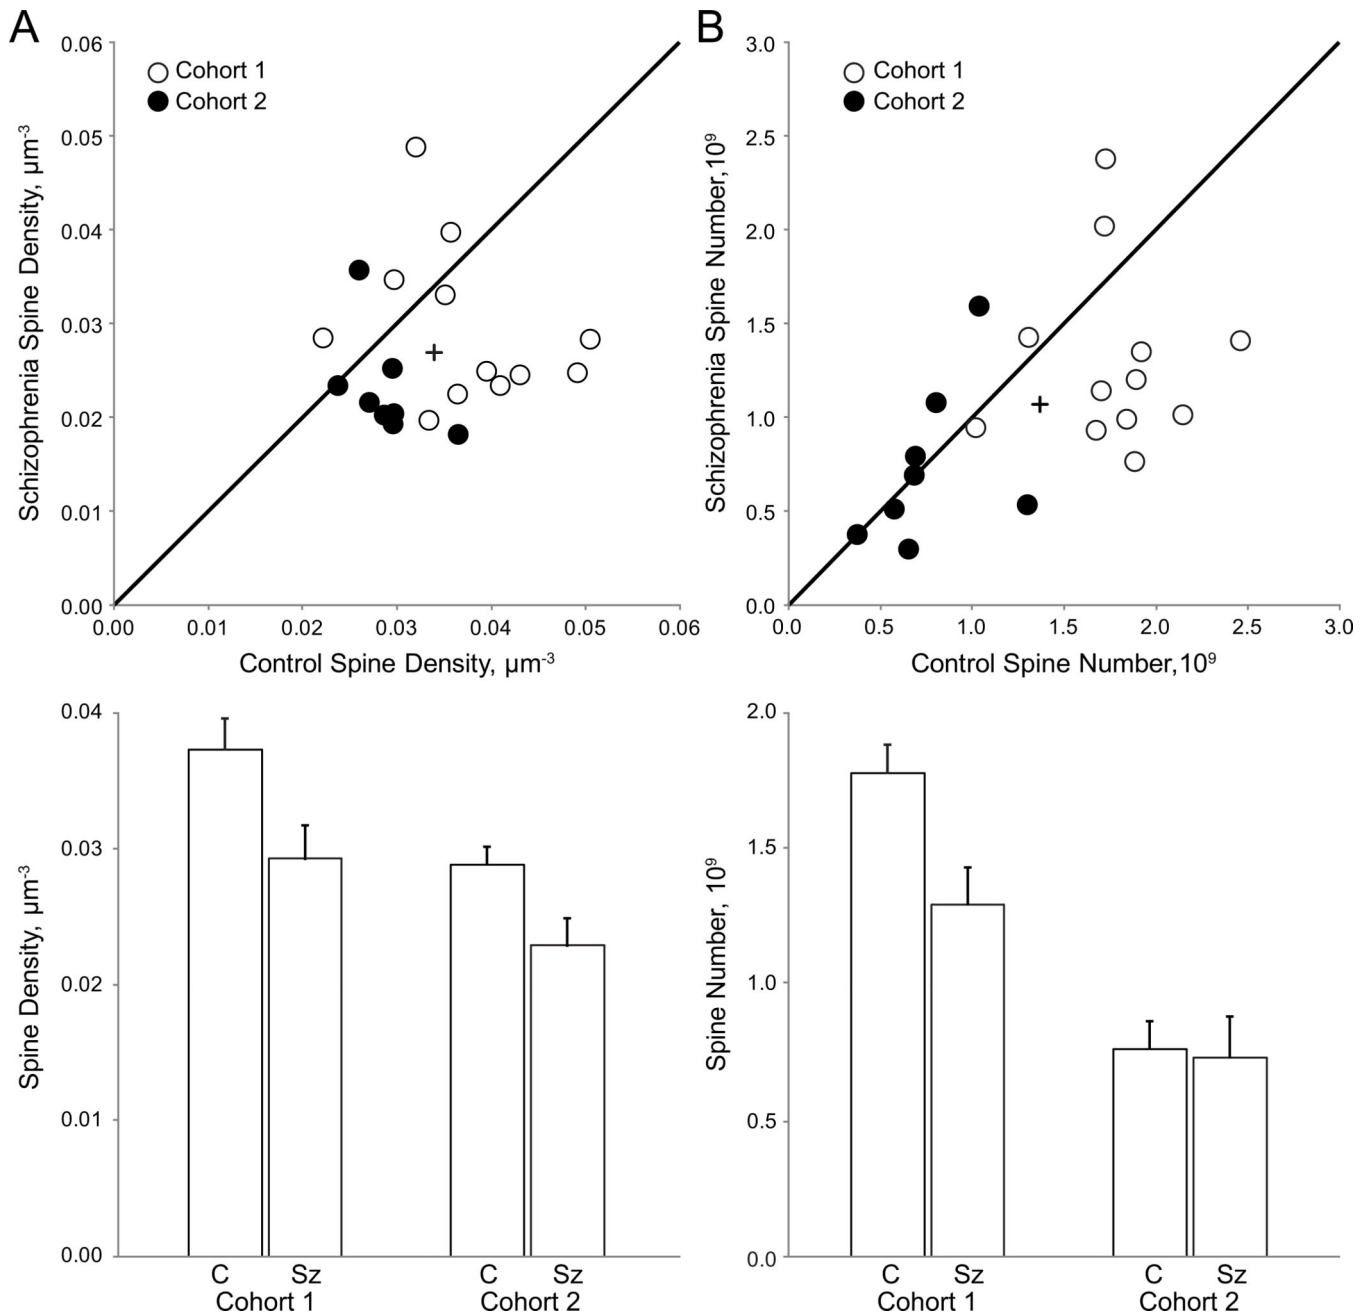 A
0.06
0.05
0.04
0.03
0.02
0.01
0.00
Schizophrenia Spine Density, µm-3
Cohort 1
Cohort 2
0.00 0.01 0.02 0.03 0.04 0.05 0.06
Control Spine Density, µm-3
B
3.0
2.5
2.0
1.5
1.0
0.5
0.0
Schizophrenia Spine Number,10⁹
Cohort 1
Cohort 2
0.0 0.5 1.0 1.5 2.0 2.5 3.0
Control Spine Number,10⁹
0.04
0.03
0.02
0.01
0.00
Spine Density, µm-3
C Sz C Sz
Cohort 1 Cohort 2
2.0
1.5
1.0
0.5
0.0
Spine Number, 10⁹
C Sz C Sz
Cohort 1 Cohort 2